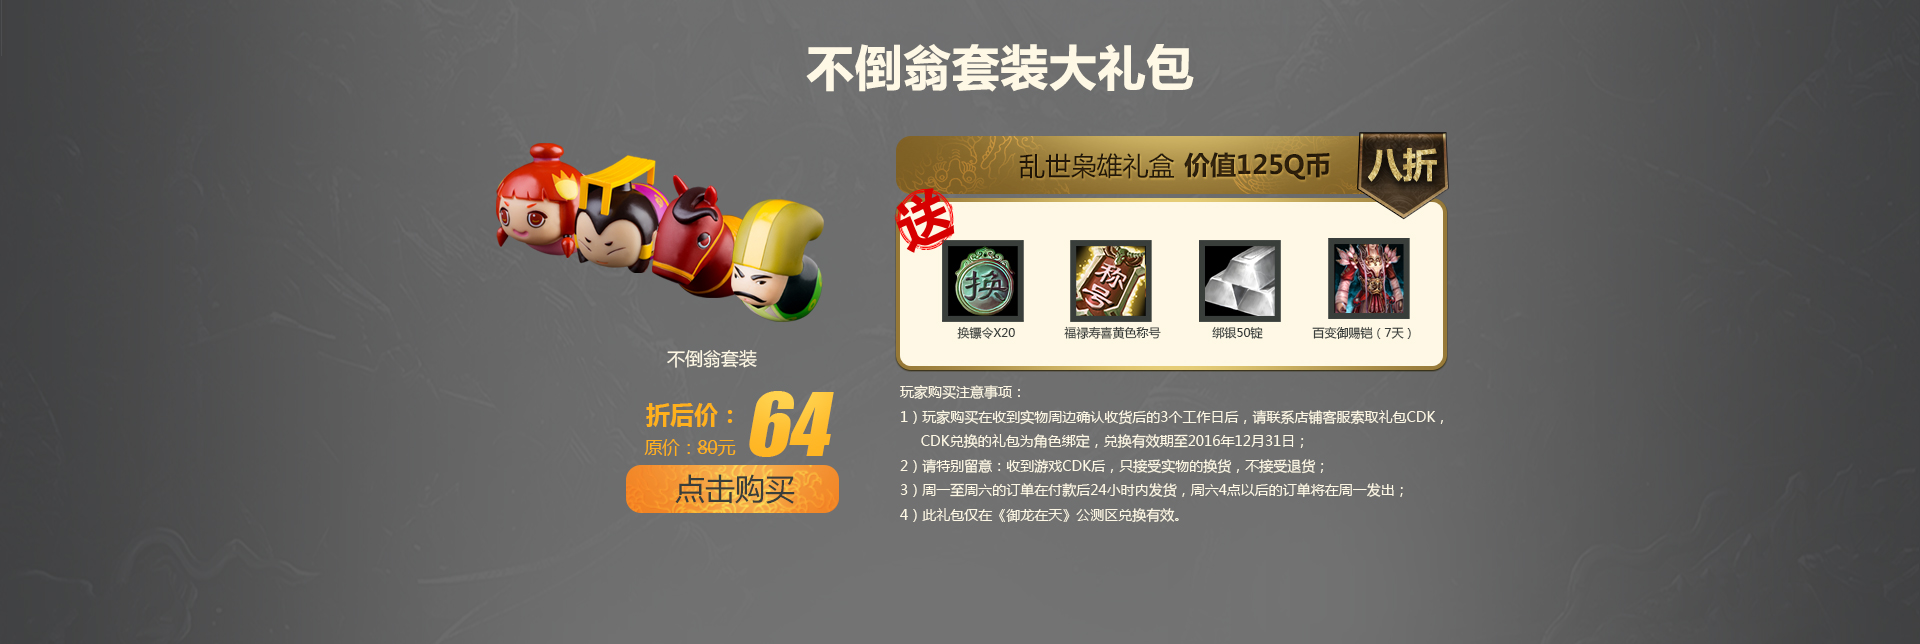 不倒翁套装大礼包
乱世枭雄礼盒 价值125Q币
八折
送
换
称号
换镖令X20
福禄寿喜黄色称号
绑银50锭
百变御赐铠（7天）
不倒翁套装
折后价：64
原价：80元
点击购买
玩家购买注意事项：
1）玩家购买在收到实物周边确认收货后的3个工作日后，请联系店铺客服索取礼包CDK，
CDK兑换的礼包为角色绑定，兑换有效期至2016年12月31日；
2）请特别留意：收到游戏CDK后，只接受实物的换货，不接受退货；
3）周一至周六的订单在付款后24小时内发货，周六4点以后的订单将在周一发出；
4）此礼包仅在《御龙在天》公测区兑换有效。